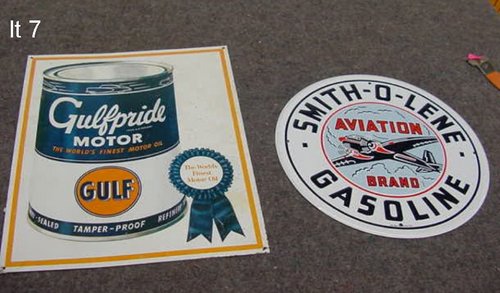 lt 7
Gulfpride
MOTOR
THE WORLD'S FINEST MOTOR OIL
GULF
SEALED TAMPER-PROOF REFINERY
The World's
Finest
Motor Oil
SMITH-O-LENE
AVIATION
BRAND
GASOLINE